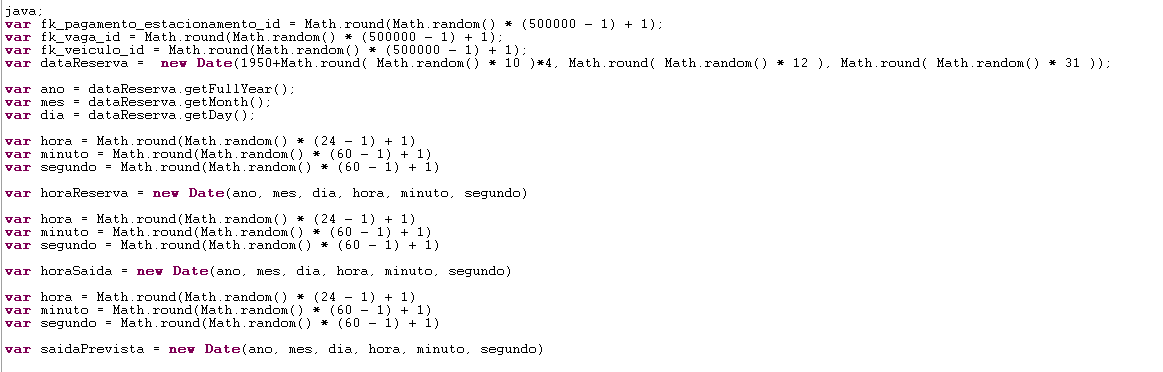 java;
var fk_pagamento_estacionamento_id = Math.round(Math.random() * (500000 - 1) + 1);
var fk_vaga_id = Math.round(Math.random() * (500000 - 1) + 1);
var fk_veiculo_id = Math.round(Math.random() * (500000 - 1) + 1);
var dataReserva =  new Date(1950+Math.round( Math.random() * 10 )*4, Math.round( Math.random() * 12 ), Math.round( Math.random() * 31 ));
var ano = dataReserva.getFullYear();
var mes = dataReserva.getMonth();
var dia = dataReserva.getDay();
var hora = Math.round(Math.random() * (24 - 1) + 1)
var minuto = Math.round(Math.random() * (60 - 1) + 1)
var segundo = Math.round(Math.random() * (60 - 1) + 1)
var horaReserva = new Date(ano, mes, dia, hora, minuto, segundo)
var hora = Math.round(Math.random() * (24 - 1) + 1)
var minuto = Math.round(Math.random() * (60 - 1) + 1)
var segundo = Math.round(Math.random() * (60 - 1) + 1)
var horaSaida = new Date(ano, mes, dia, hora, minuto, segundo)
var hora = Math.round(Math.random() * (24 - 1) + 1)
var minuto = Math.round(Math.random() * (60 - 1) + 1)
var segundo = Math.round(Math.random() * (60 - 1) + 1)
var saidaPrevista = new Date(ano, mes, dia, hora, minuto, segundo)